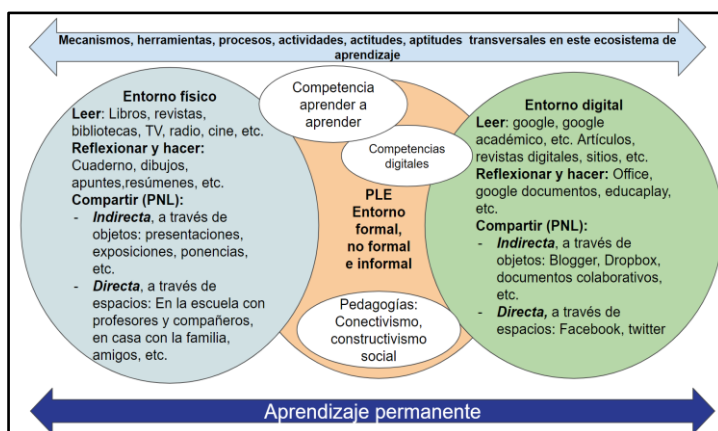 Mecanismos, herramientas, procesos, actividades, actitudes, aptitudes transversales en este ecosistema de
aprendizaje
Entorno físico
Leer: Libros, revistas,
bibliotecas, TV, radio, cine, etc.
Reflexionar y hacer:
Cuaderno, dibujos,
apuntes,resúmenes, etc.
Compartir (PNL):
- Indirecta, a través de
objetos: presentaciones,
exposiciones, ponencias,
etc.
- Directa, a través de
espacios: En la escuela con
profesores y compañeros,
en casa con la familia,
amigos, etc.
Competencia
aprender a
aprender
Competencias
digitales
PLE
Entorno
formal,
no formal
e informal
Pedagogías:
Conectivismo,
constructivismo
social
Entorno digital
Leer: google, google
académico, etc. Artículos,
revistas digitales, sitios, etc.
Reflexionar y hacer: Office,
google documentos, educaplay,
etc.
Compartir (PNL):
- Indirecta, a través de
objetos: Blogger, Dropbox,
documentos colaborativos,
etc.
- Directa, a través de
espacios: Facebook, twitter
Aprendizaje permanente